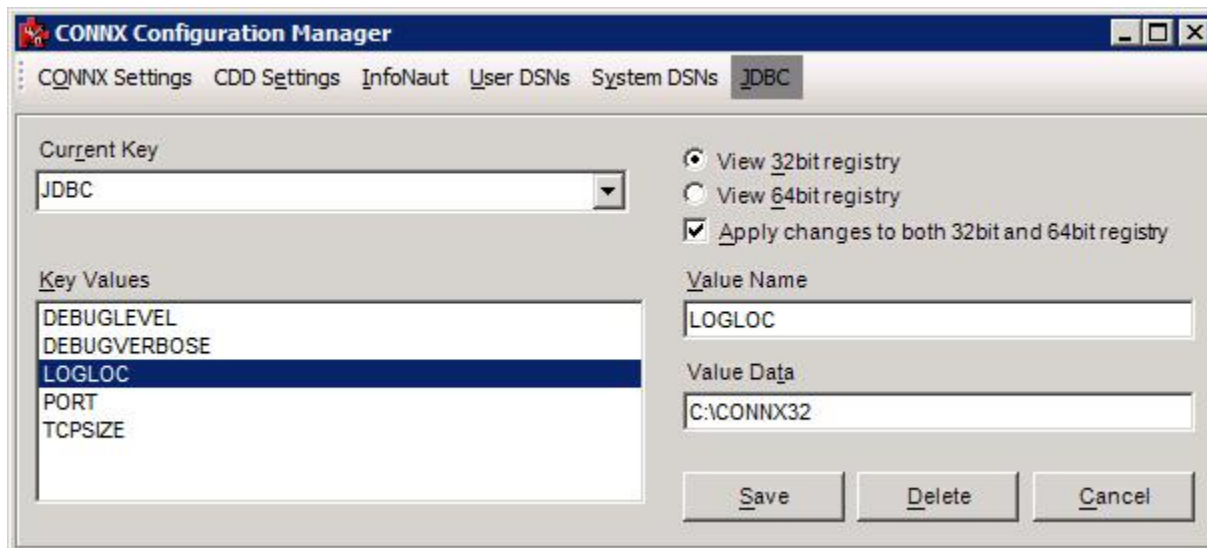 CONNX Configuration Manager
CONNX Settings CDD Settings InfoNaut User DSNs System DSNs JDBC
Current Key
JDBC
View 32bit registry
View 64bit registry
Apply changes to both 32bit and 64bit registry
Key Values
DEBUGLEVEL
DEBUGVERBOSE
LOGLOC
PORT
TCPSIZE
Value Name
LOGLOC
Value Data
C:\CONNX32
Save Delete Cancel